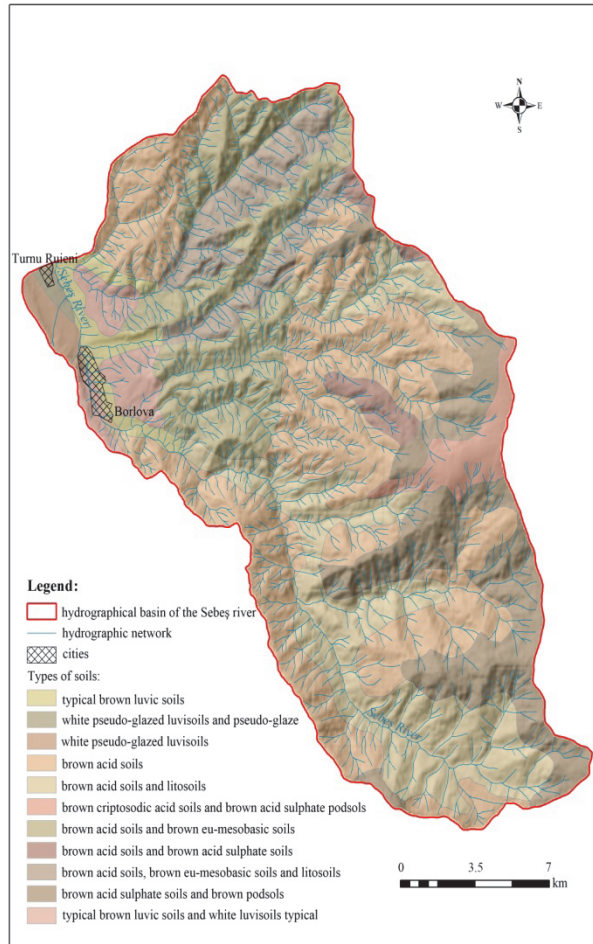 N
W E
S
Turnu Ruieni
Sebeș River
Borlova
Sebeș River
Legend:
hydrographical basin of the Sebeș river
hydrographic network
cities
Types of soils:
typical brown luvic soils
white pseudo-glazed luvisoils and pseudo-glaze
white pseudo-glazed luvisoils
brown acid soils
brown acid soils and litosoils
brown criptosodic acid soils and brown acid sulphate podsols
brown acid soils and brown eu-mesobasic soils
brown acid soils and brown acid sulphate soils
brown acid soils, brown eu-mesobasic soils and litosoils
brown acid sulphate soils and brown podsols
typical brown luvic soils and white luvisoils typical
0 3.5 7
km